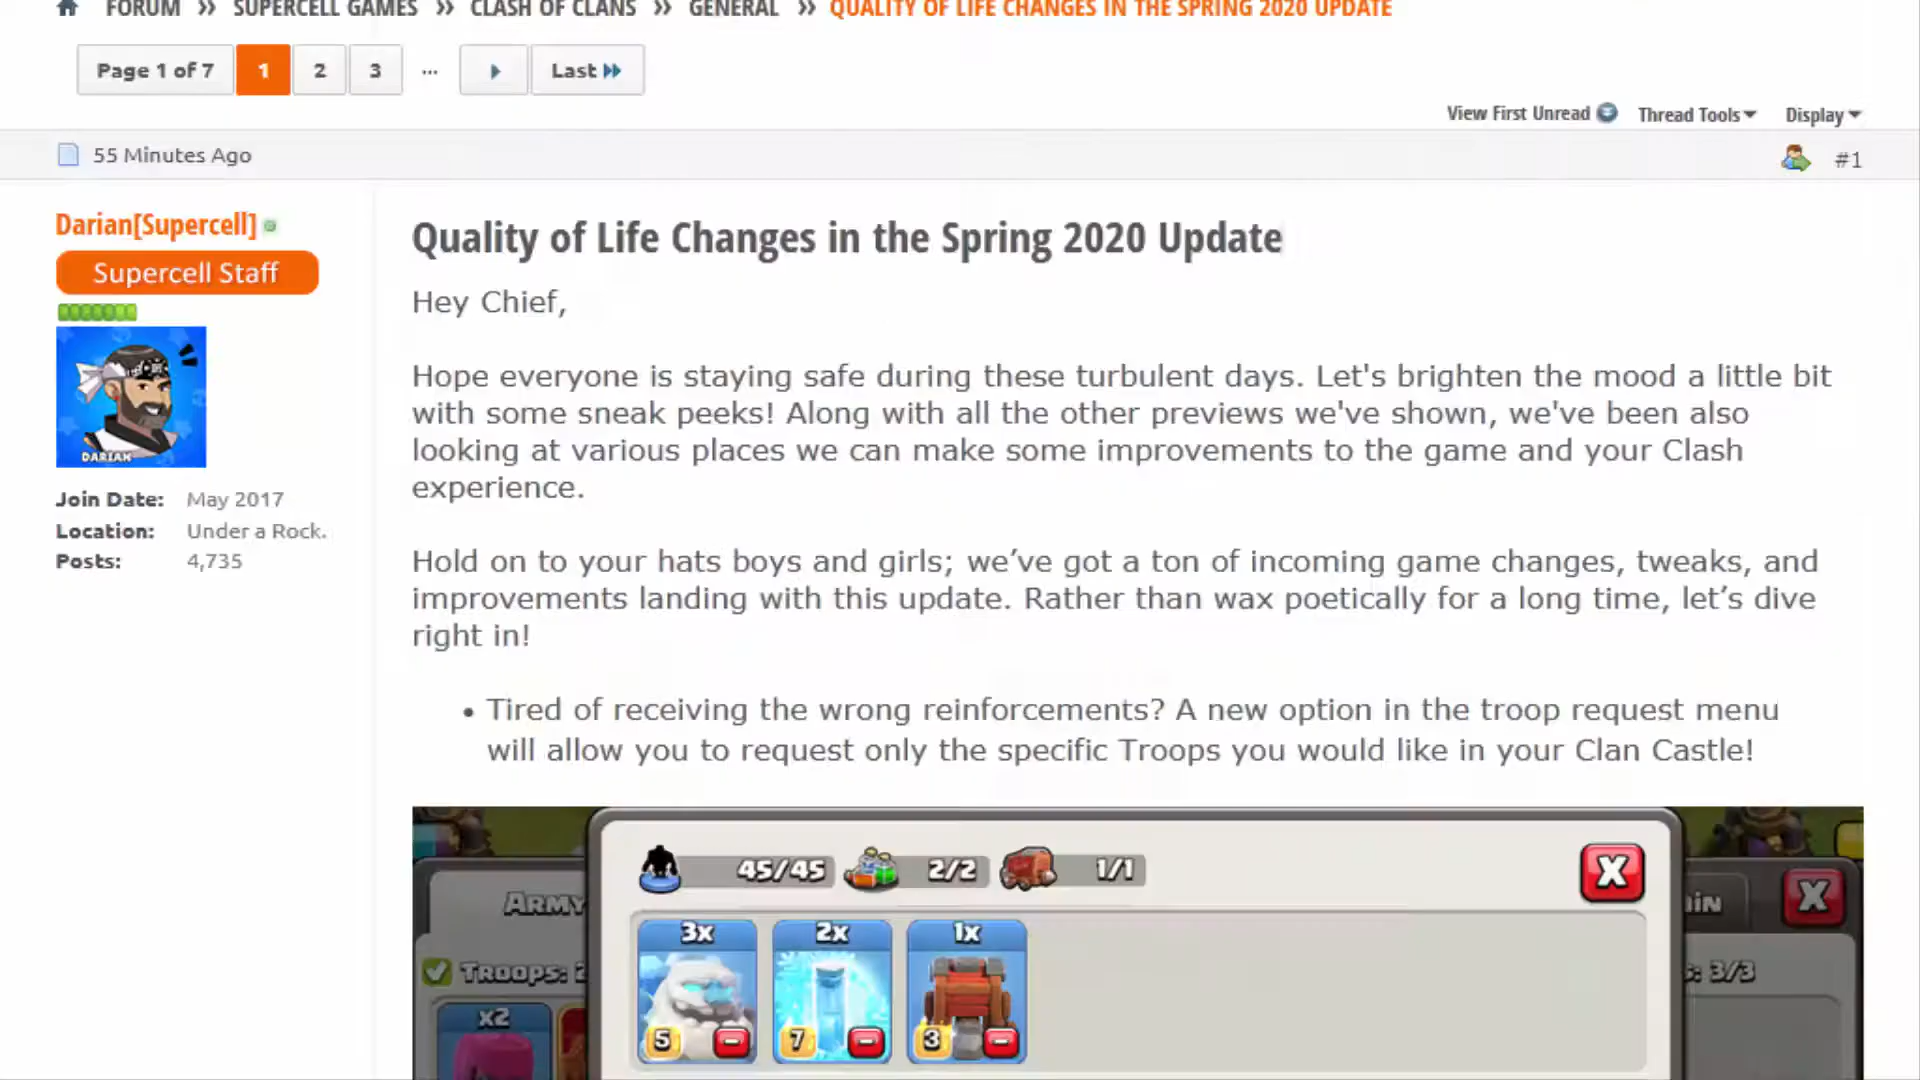 FORUM » SUPERCELL GAMES » CLASH OF CLANS » GENERAL » QUALITY OF LIFE CHANGES IN THE SPRING 2020 UPDATE
Page 1 of 7 1 2 3 ... Last
View First Unread Thread Tools Display
55 Minutes Ago #1
Darian[Supercell]
Supercell Staff
DARIAN
Join Date: May 2017
Location: Under a Rock.
Posts: 4,735
Quality of Life Changes in the Spring 2020 Update
Hey Chief,
Hope everyone is staying safe during these turbulent days. Let's brighten the mood a little bit
with some sneak peeks! Along with all the other previews we've shown, we've been also
looking at various places we can make some improvements to the game and your Clash
experience.
Hold on to your hats boys and girls; we’ve got a ton of incoming game changes, tweaks, and
improvements landing with this update. Rather than wax poetically for a long time, let’s dive
right in!
• Tired of receiving the wrong reinforcements? A new option in the troop request menu
will allow you to request only the specific Troops you would like in your Clan Castle!
45/45 2/2 1/1 X
ARMY X
3x 2x 1x
TROOPS: 3/3
x2
5 7 3